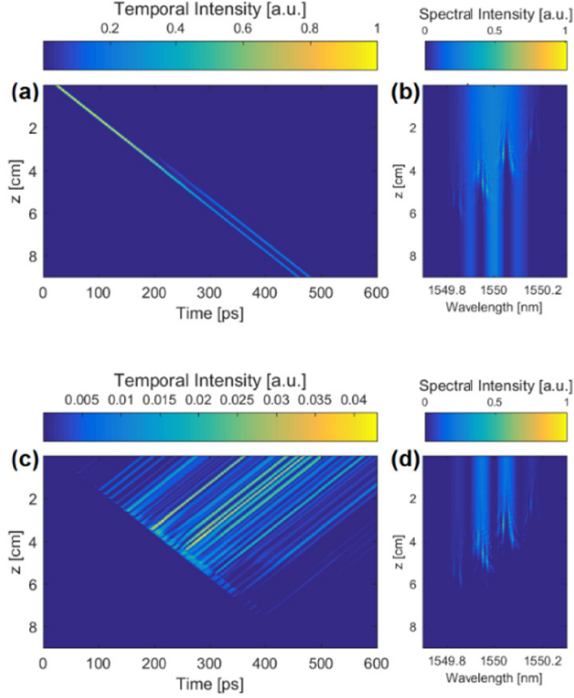 Temporal Intensity [a.u.]
0.2 0.4 0.6 0.8 1
Spectral Intensity [a.u.]
0 0.5 1
(a)
2
4
6
8
z [cm]
0 100 200 300 400 500 600
Time [ps]
(b)
2
4
6
8
z [cm]
1549.8 1550 1550.2
Wavelength [nm]
Temporal Intensity [a.u.]
0.005 0.01 0.015 0.02 0.025 0.03 0.035 0.04
Spectral Intensity [a.u.]
0 0.5 1
(c)
2
4
6
8
z [cm]
0 100 200 300 400 500 600
Time [ps]
(d)
2
4
6
8
z [cm]
1549.8 1550 1550.2
Wavelength [nm]